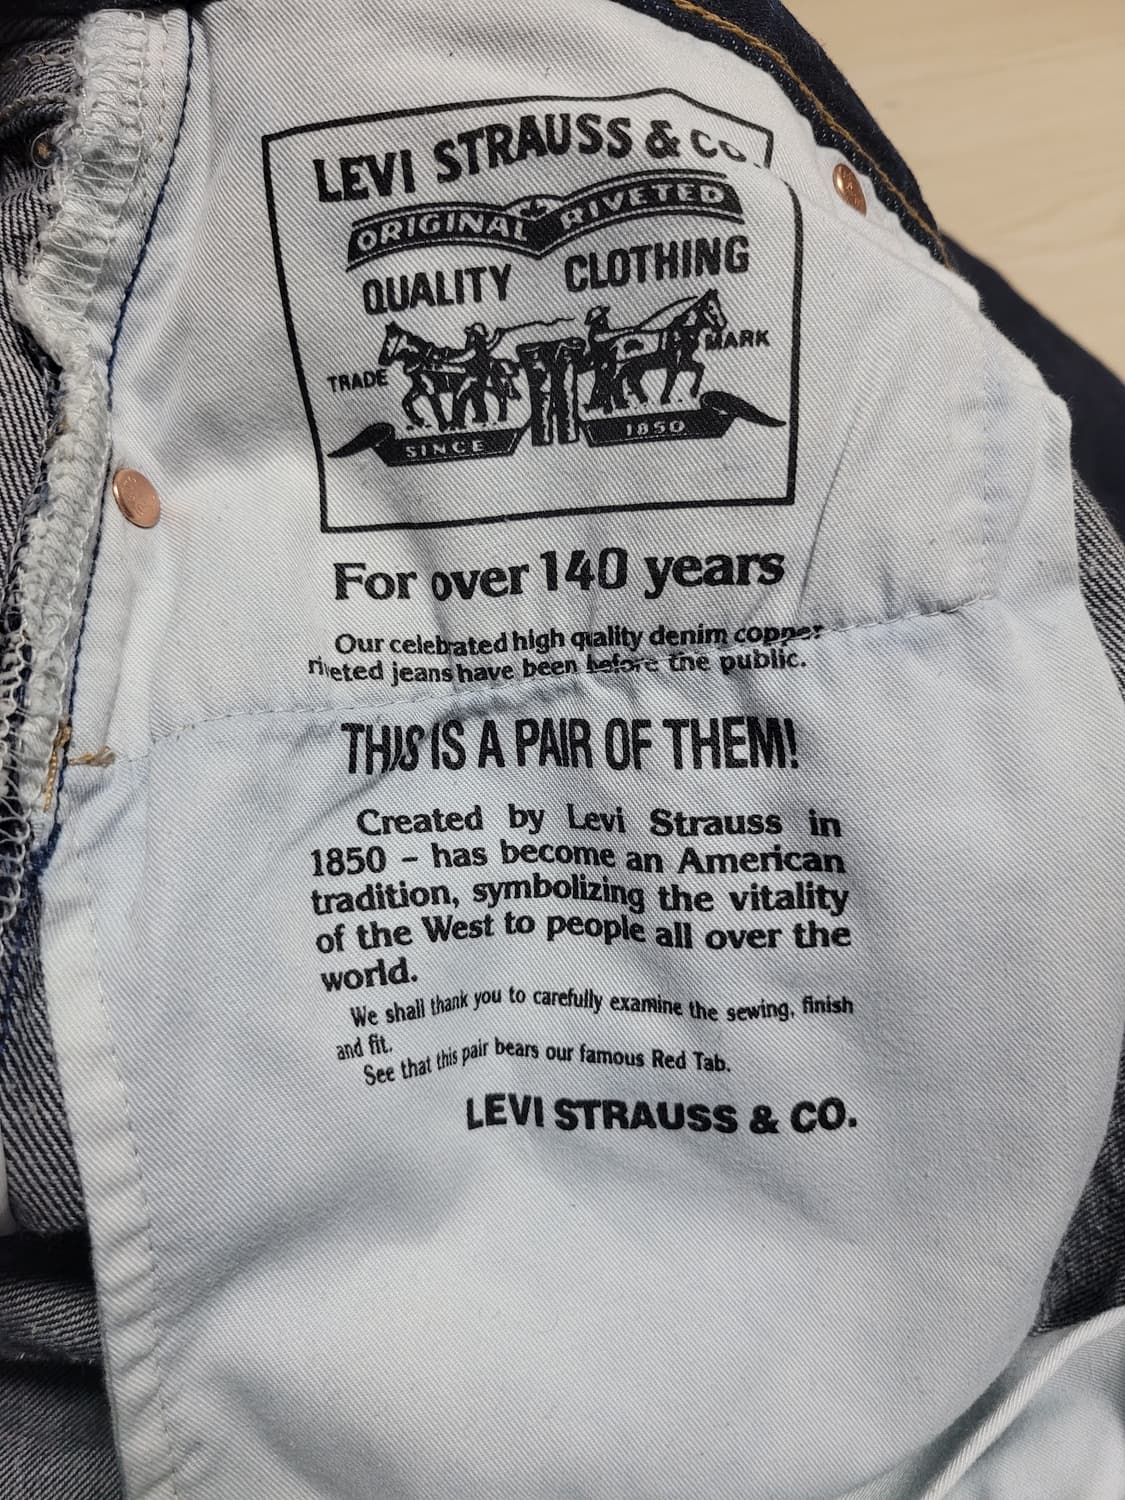 LEVI STRAUSS & CO.
ORIGINAL RIVETED
QUALITY CLOTHING
TRADE MARK
SINCE 1850
For over 140 years
Our celebrated high quality denim copper
riveted jeans have been before the public.
THIS IS A PAIR OF THEM!
Created by Levi Strauss in
1850 – has become an American
tradition, symbolizing the vitality
of the West to people all over the
world.
We shall thank you to carefully examine the sewing, finish
and fit.
See that this pair bears our famous Red Tab.
LEVI STRAUSS & CO.